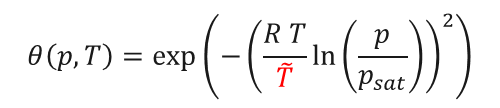 θ(p, T) = exp(−(R T / T̃ ln(p / p_sat))²)